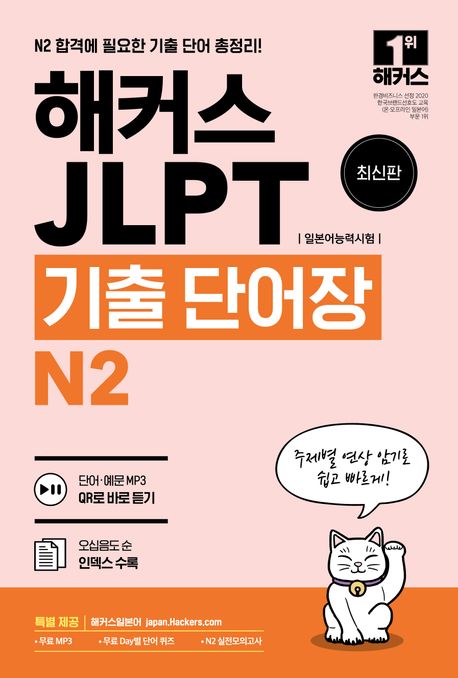 N2 합격에 필요한 기출 단어 총정리!
1위
해커스
한경비즈니스 선정 2020
한국브랜드선호도 교육
(온·오프라인 일본어)
부문 1위
해커스
JLPT
최신판
| 일본어능력시험 |
기출 단어장
N2
주제별 연상 암기로
쉽고 빠르게!
단어·예문 MP3
QR로 바로 듣기
오십음도 순
인덱스 수록
특별 제공 | 해커스일본어 japan.Hackers.com
• 무료 MP3 • 무료 Day별 단어 퀴즈 • N2 실전모의고사